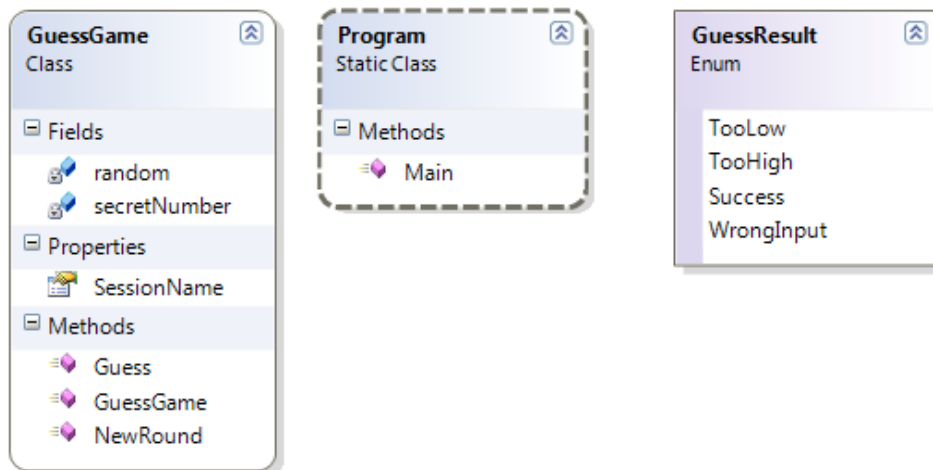 GuessGame
Class
Fields
random
secretNumber
Properties
SessionName
Methods
Guess
GuessGame
NewRound
Program
Static Class
Methods
Main
GuessResult
Enum
TooLow
TooHigh
Success
WrongInput